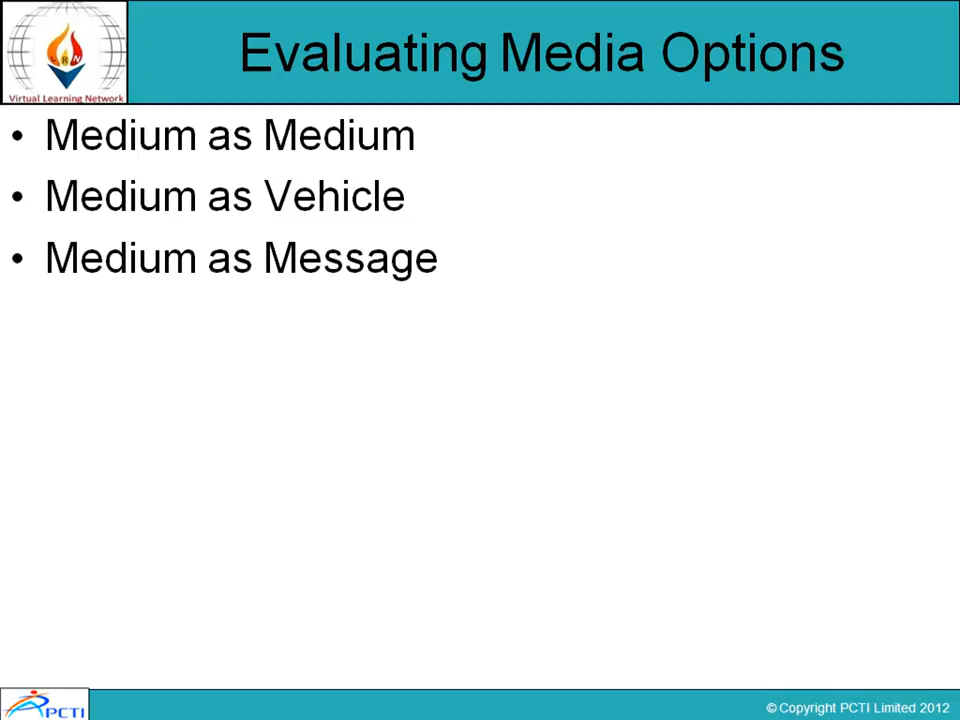 Evaluating Media Options
RN
Virtual Learning Network
• Medium as Medium
• Medium as Vehicle
• Medium as Message
PCTI
© Copyright PCTI Limited 2012